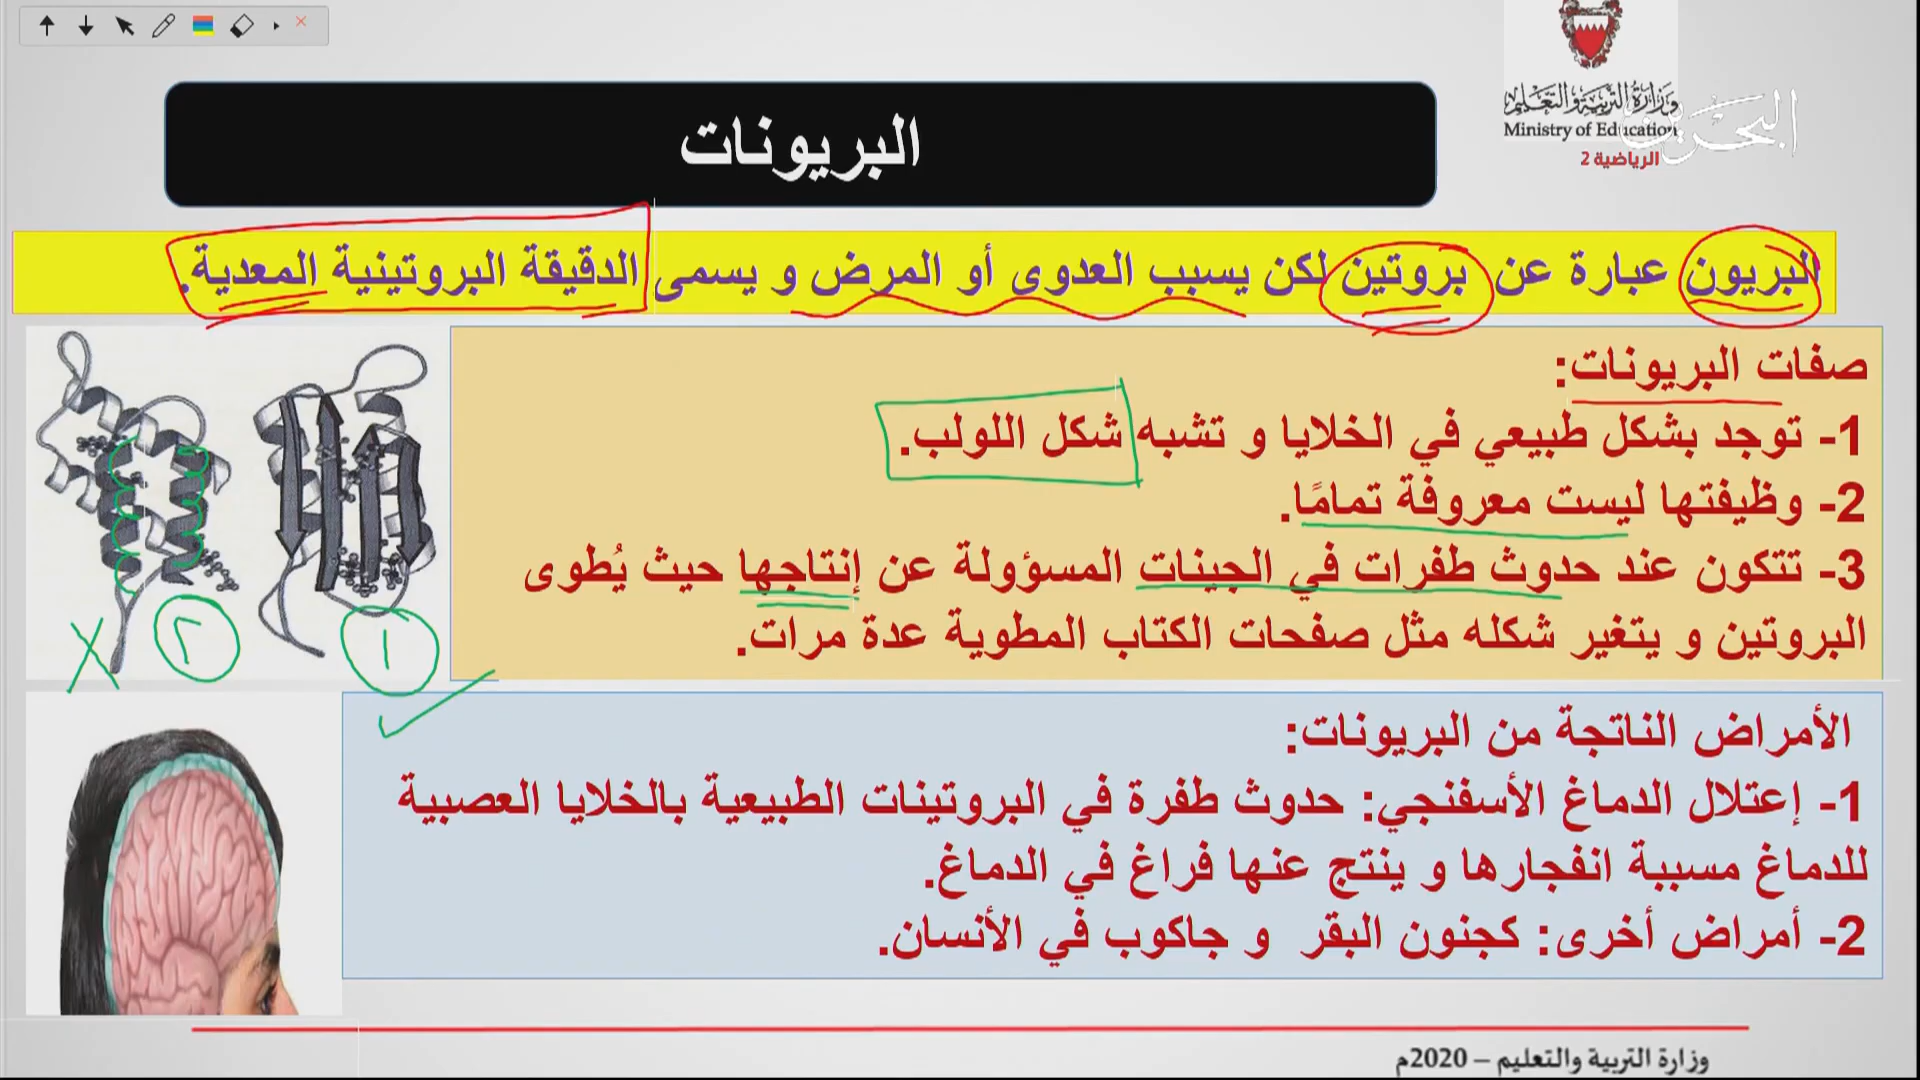 وزارة التربية والتعليم
Ministry of Education
البحرين
الرياضية 2
البريونات
البريون عبارة عن بروتين لكن يسبب العدوى أو المرض و يسمى الدقيقة البروتينية المعدية.
صفات البريونات:
1- توجد بشكل طبيعي في الخلايا و تشبه شكل اللولب.
2- وظيفتها ليست معروفة تمامًا.
3- تتكون عند حدوث طفرات في الجينات المسؤولة عن إنتاجها حيث يُطوى
البروتين و يتغير شكله مثل صفحات الكتاب المطوية عدة مرات.
١
٢
الأمراض الناتجة من البريونات:
1- إعتلال الدماغ الأسفنجي: حدوث طفرة في البروتينات الطبيعية بالخلايا العصبية
للدماغ مسببة انفجارها و ينتج عنها فراغ في الدماغ.
2- أمراض أخرى: كجنون البقر و جاكوب في الأنسان.
وزارة التربية والتعليم – 2020م